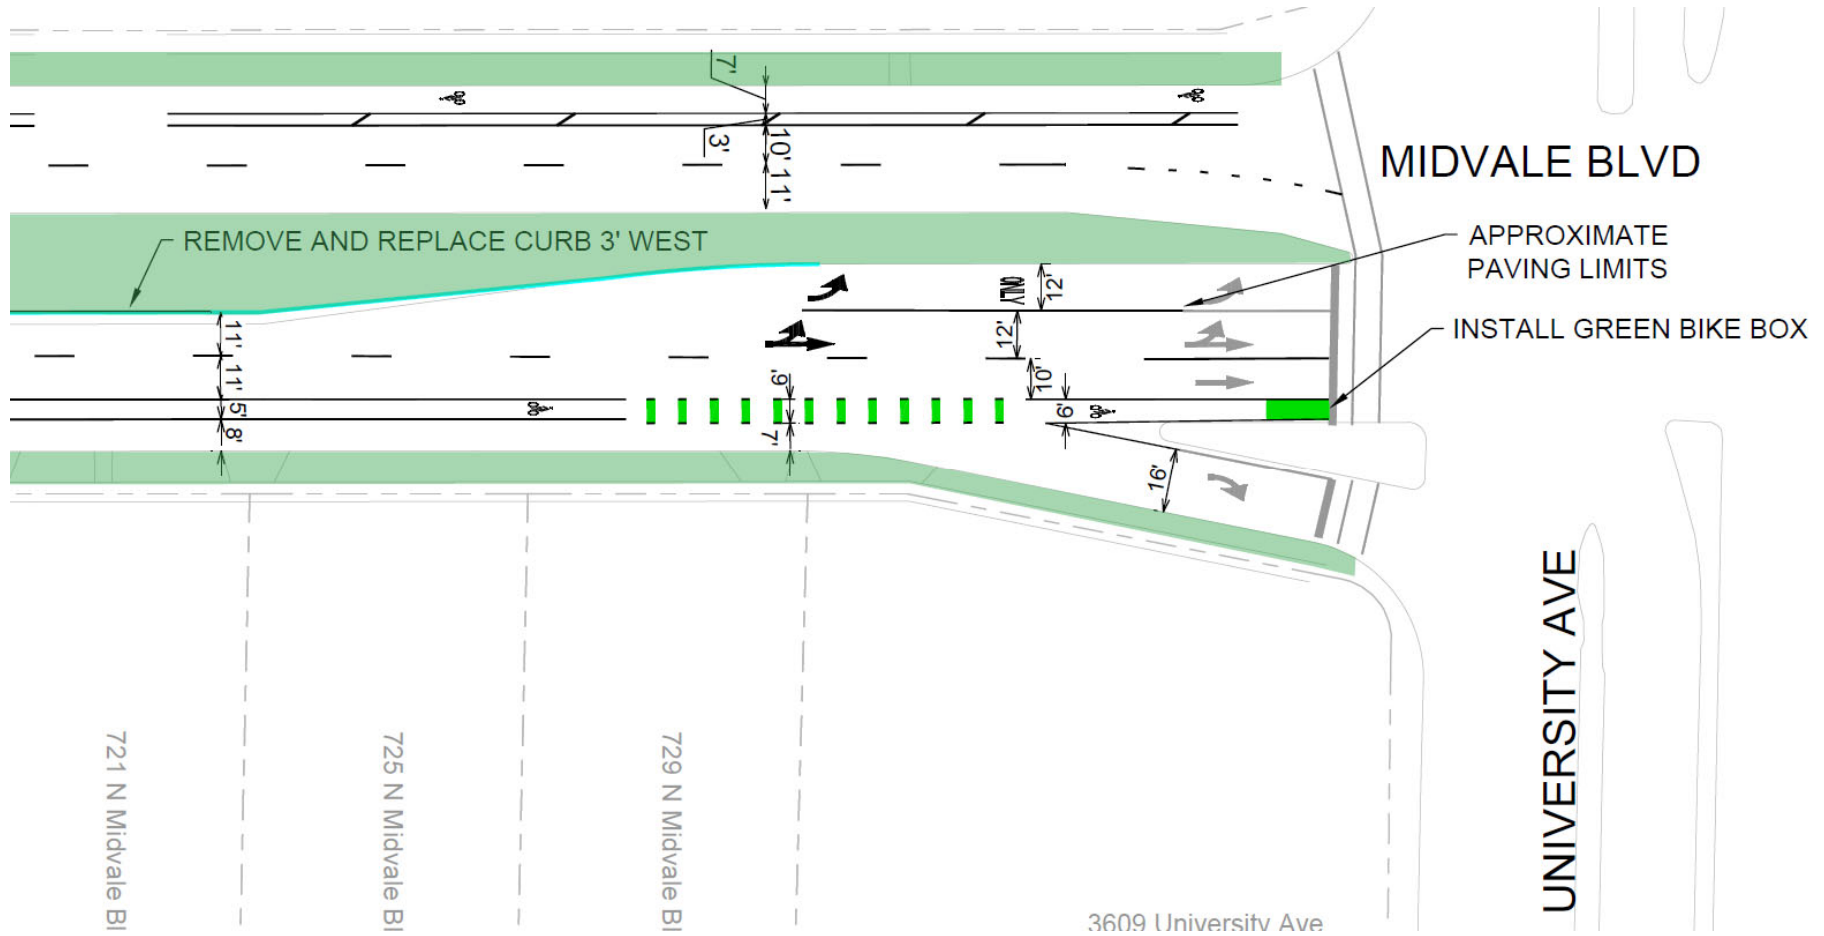 7'
3'
10'
11'
MIDVALE BLVD
REMOVE AND REPLACE CURB 3' WEST
APPROXIMATE
PAVING LIMITS
ONLY
12'
12'
INSTALL GREEN BIKE BOX
11'
11'
10'
5'
8'
6'
7'
6'
16'
UNIVERSITY AVE
721 N Midvale Bl
725 N Midvale Bl
729 N Midvale Bl
3609 University Ave